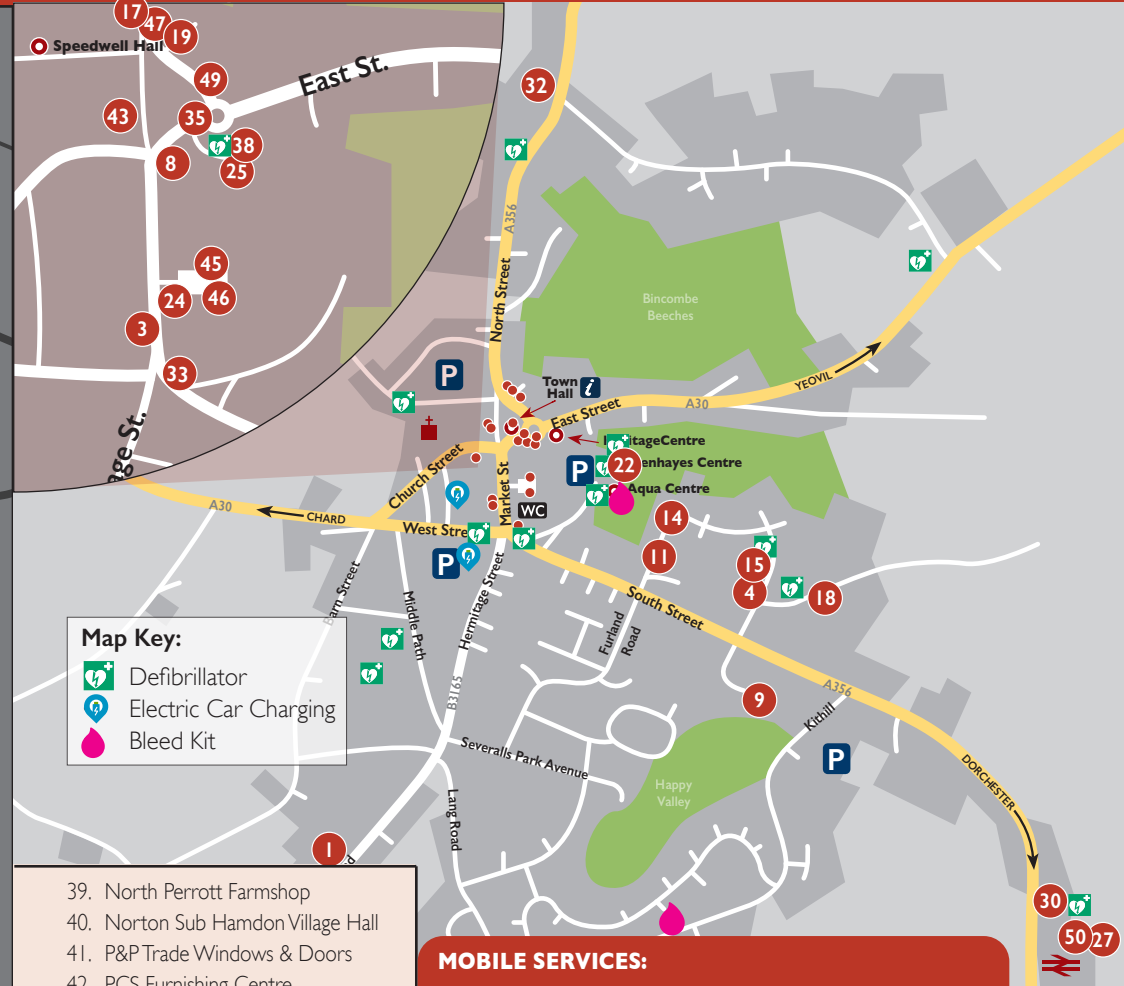 17
47
19
Speedwell Hall
49
East St.
43
35
38
8
25
45
24
46
3
33
age St.
32
A356
North Street
Bincombe
Beeches
P
Town
Hall
i
East Street
YEOVIL
A30
itageCentre
22
enhayes Centre
P
Aqua Centre
Church Street
Market St
WC
A30
CHARD
West Stre
14
11
15
4
18
P
Barn Street
Middle Path
Hermitage Street
South Street
Furland
Road
Map Key:
Defibrillator
Electric Car Charging
Bleed Kit
B3165
9
A356
Kithill
P
Severalls Park Avenue
Happy
Valley
DORCHESTER
Lang Road
1
30
50
27
39. North Perrott Farmshop
40. Norton Sub Hamdon Village Hall
41. P&P Trade Windows & Doors
42. PCS Furnishing Centre
MOBILE SERVICES: